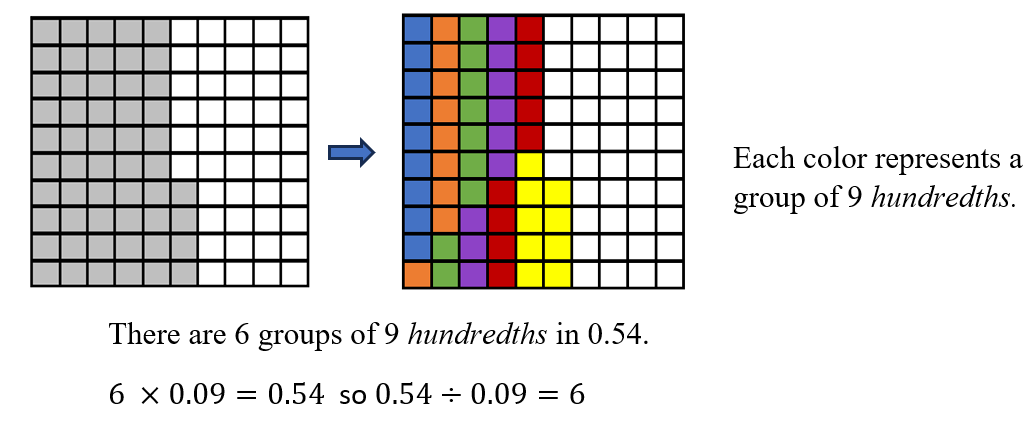 Each color represents a
group of 9 hundredths.
There are 6 groups of 9 hundredths in 0.54.
6 × 0.09 = 0.54 so 0.54 ÷ 0.09 = 6